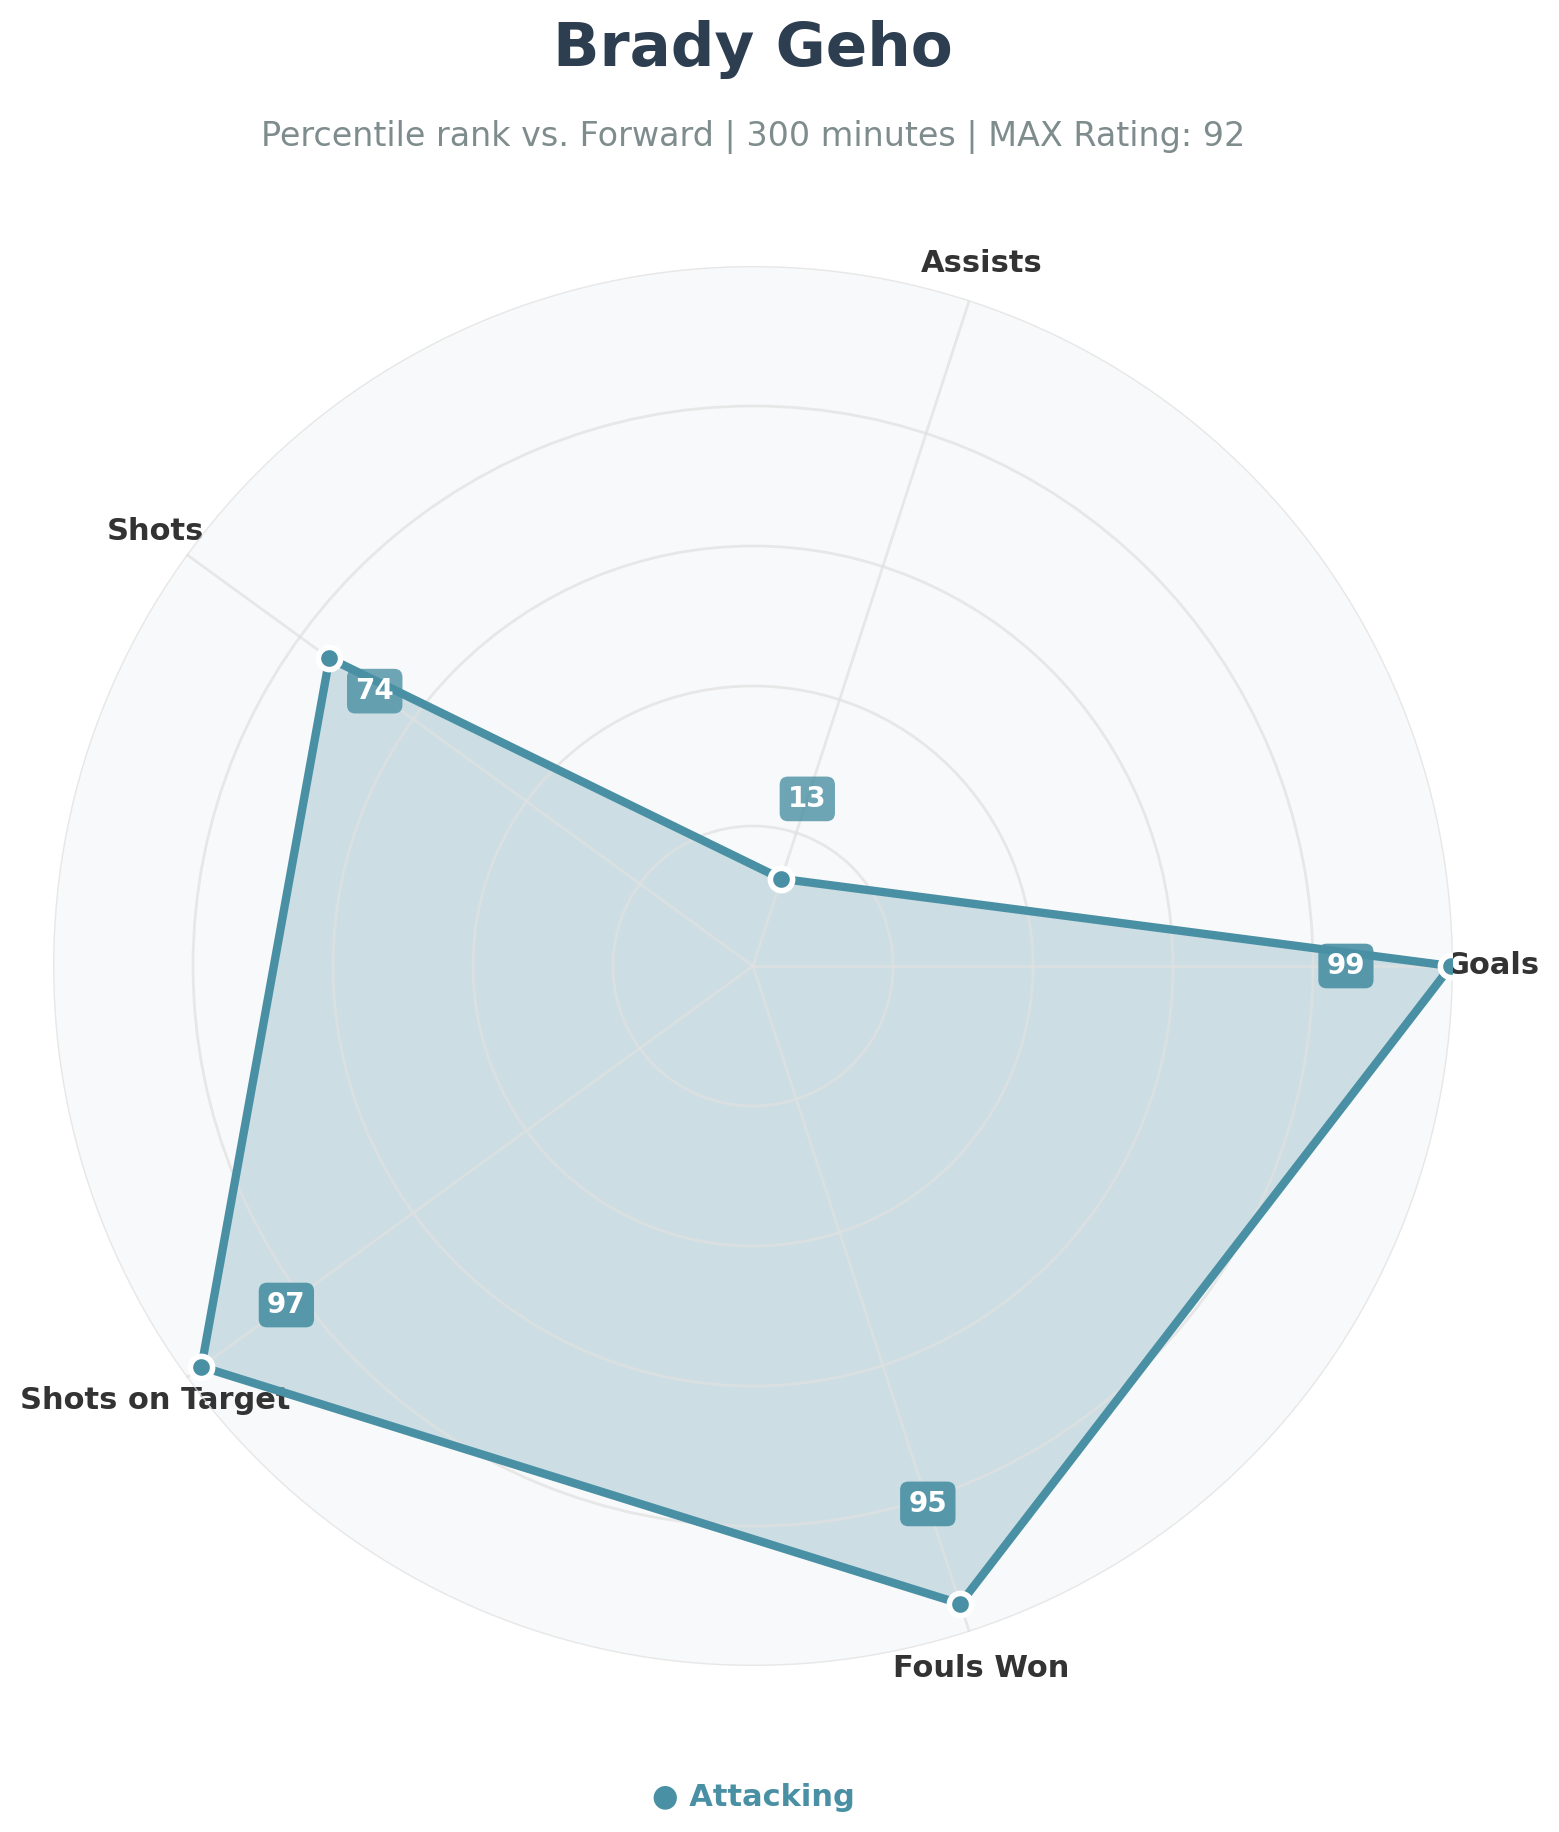 Brady Geho
Percentile rank vs. Forward | 300 minutes | MAX Rating: 92
Assists
Shots
74
13
99
Goals
97
Shots on Target
95
Fouls Won
Attacking